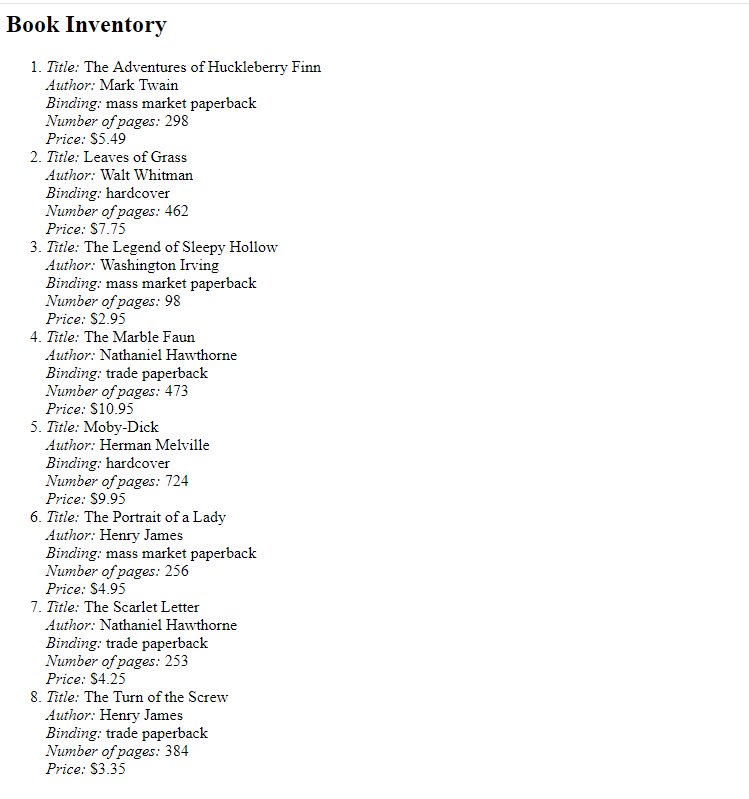 Book Inventory
1. Title: The Adventures of Huckleberry Finn
Author: Mark Twain
Binding: mass market paperback
Number of pages: 298
Price: $5.49
2. Title: Leaves of Grass
Author: Walt Whitman
Binding: hardcover
Number of pages: 462
Price: $7.75
3. Title: The Legend of Sleepy Hollow
Author: Washington Irving
Binding: mass market paperback
Number of pages: 98
Price: $2.95
4. Title: The Marble Faun
Author: Nathaniel Hawthorne
Binding: trade paperback
Number of pages: 473
Price: $10.95
5. Title: Moby-Dick
Author: Herman Melville
Binding: hardcover
Number of pages: 724
Price: $9.95
6. Title: The Portrait of a Lady
Author: Henry James
Binding: mass market paperback
Number of pages: 256
Price: $4.95
7. Title: The Scarlet Letter
Author: Nathaniel Hawthorne
Binding: trade paperback
Number of pages: 253
Price: $4.25
8. Title: The Turn of the Screw
Author: Henry James
Binding: trade paperback
Number of pages: 384
Price: $3.35